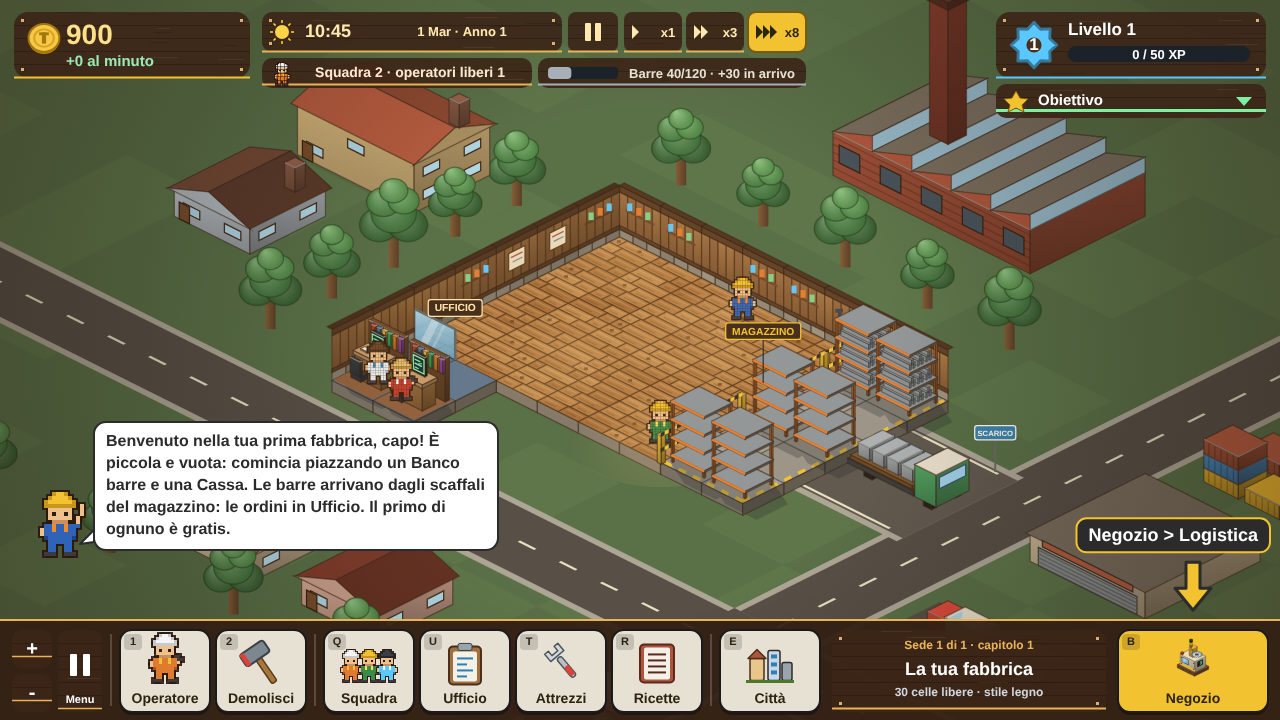 900
+0 al minuto
10:45
1 Mar · Anno 1
x1
x3
x8
Squadra 2 · operatori liberi 1
Barre 40/120 · +30 in arrivo
1
Livello 1
0 / 50 XP
Obiettivo
UFFICIO
MAGAZZINO
SCARICO
Benvenuto nella tua prima fabbrica, capo! È
piccola e vuota: comincia piazzando un Banco
barre e una Cassa. Le barre arrivano dagli scaffali
del magazzino: le ordini in Ufficio. Il primo di
ognuno è gratis.
Negozio > Logistica
+
-
Menu
1
Operatore
2
Demolisci
Q
Squadra
U
Ufficio
T
Attrezzi
R
Ricette
E
Città
Sede 1 di 1 · capitolo 1
La tua fabbrica
30 celle libere · stile legno
B
Negozio